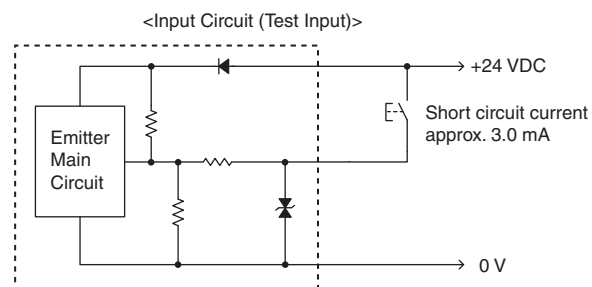 <Input Circuit (Test Input)>
+24 VDC
Short circuit current
approx. 3.0 mA
Emitter
Main
Circuit
0 V